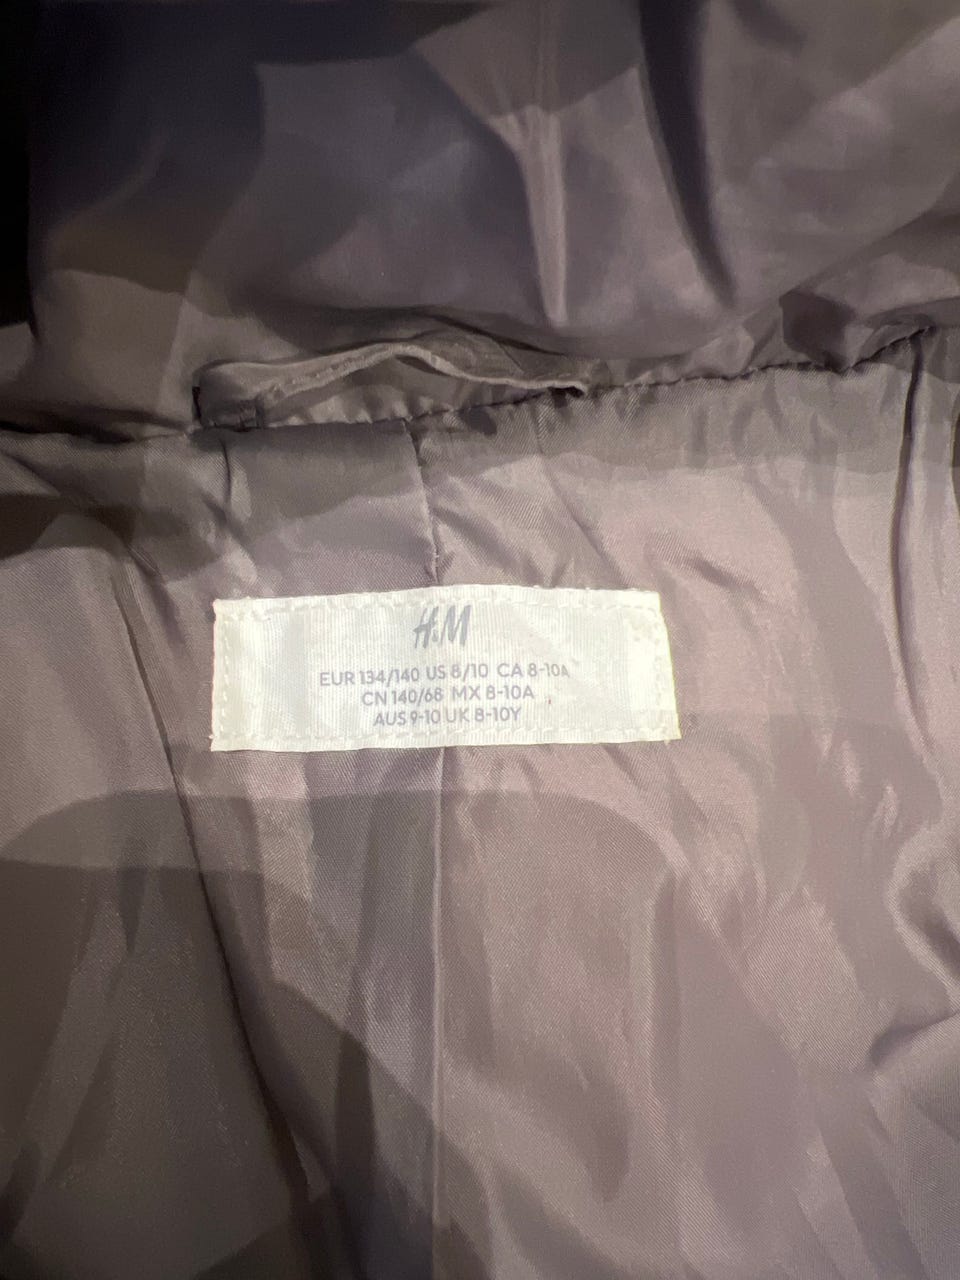 H&M
EUR 134/140 US 8/10 CA 8-10A
CN 140/68 MX 8-10A
AUS 9-10 UK 8-10Y